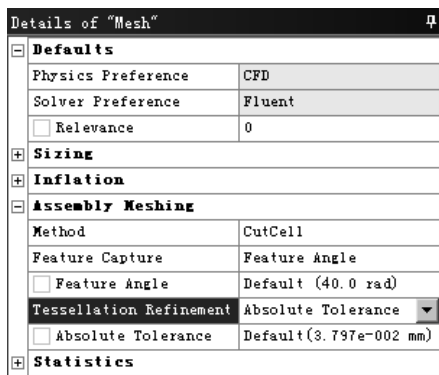 Details of "Mesh"
Defaults
Physics Preference CFD
Solver Preference Fluent
Relevance 0
Sizing
Inflation
Assembly Meshing
Method CutCell
Feature Capture Feature Angle
Feature Angle Default (40.0 rad)
Tessellation Refinement Absolute Tolerance
Absolute Tolerance Default(3.797e-002 mm)
Statistics